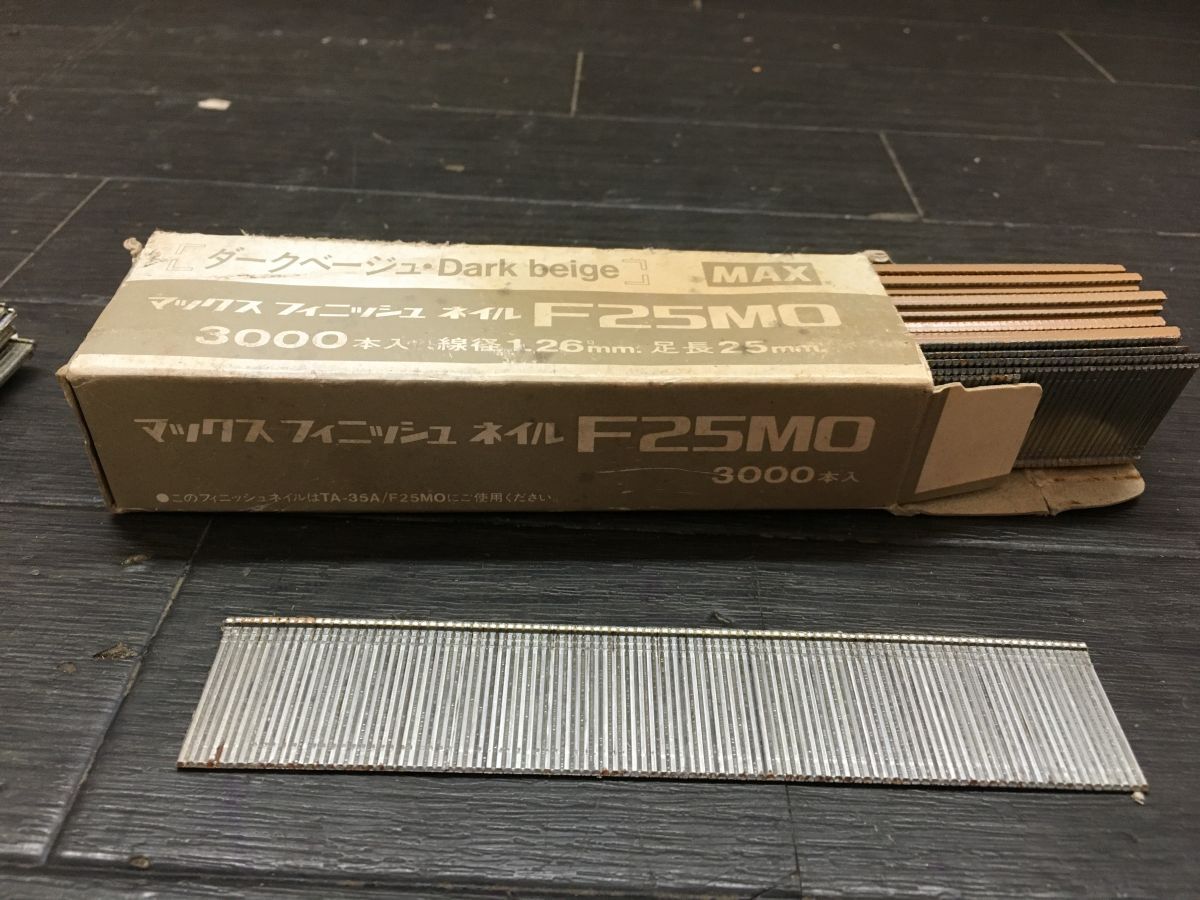 『ダークベージュ・Dark beige』 MAX
マックス フィニッシュ ネイル F25MO
3000本入 線径1.26mm. 足長25mm.
マックス フィニッシュ ネイル F25MO
3000本入
●このフィニッシュネイルはTA-35A/F25MOにご使用ください。